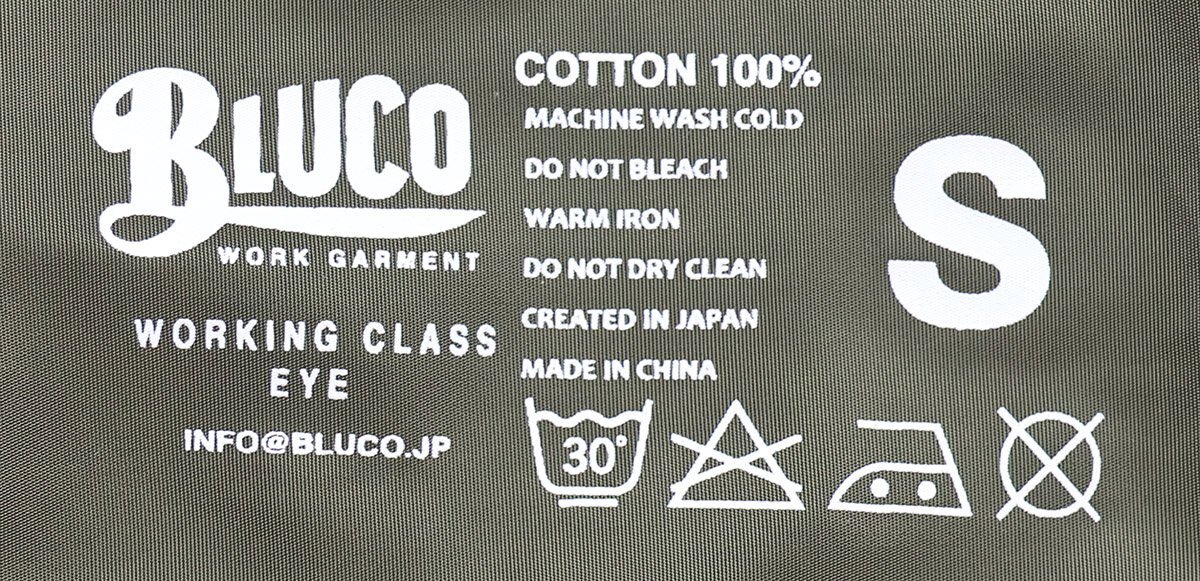 BLUCO
WORK GARMENT
WORKING CLASS
EYE
INFO@BLUCO.JP
COTTON 100%
MACHINE WASH COLD
DO NOT BLEACH
WARM IRON
DO NOT DRY CLEAN
CREATED IN JAPAN
MADE IN CHINA
30°
S